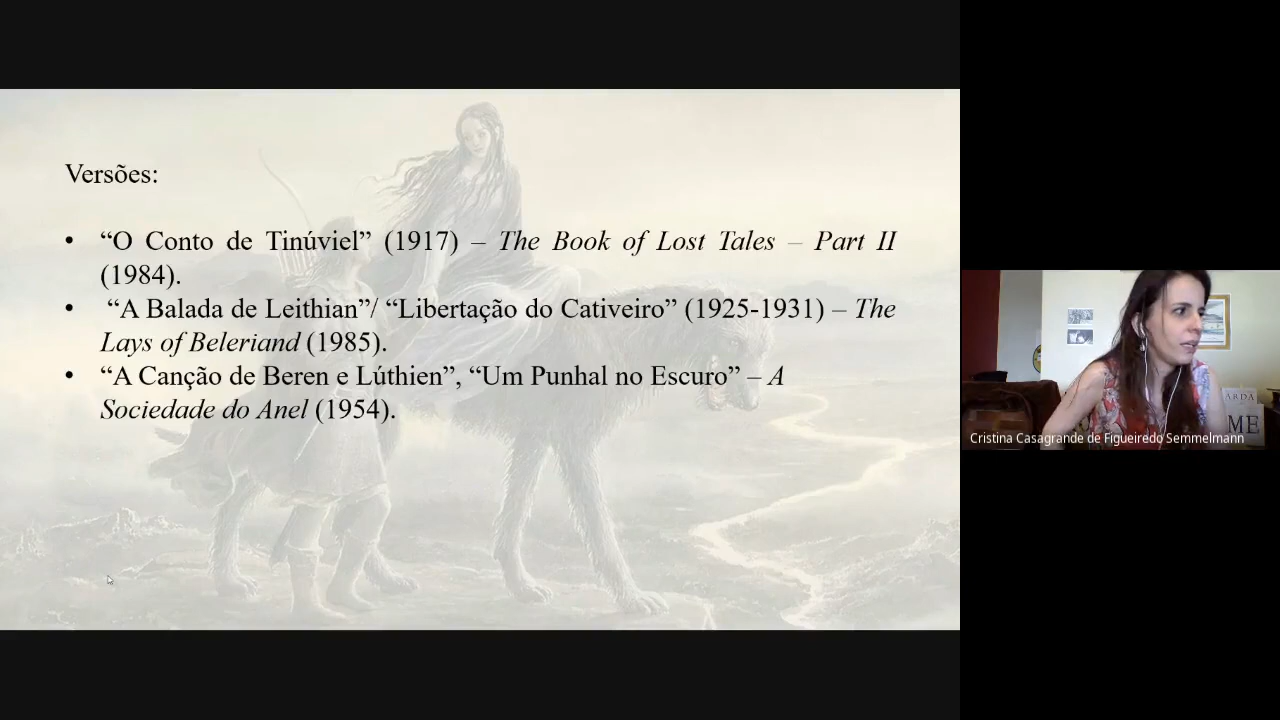 Versões:
• “O Conto de Tinúviel” (1917) – The Book of Lost Tales – Part II
(1984).
• “A Balada de Leithian”/ “Libertação do Cativeiro” (1925-1931) – The
Lays of Beleriand (1985).
• “A Canção de Beren e Lúthien”, “Um Punhal no Escuro” – A
Sociedade do Anel (1954).
ARDA
ME
Cristina Casagrande de Figueiredo Semmelmann